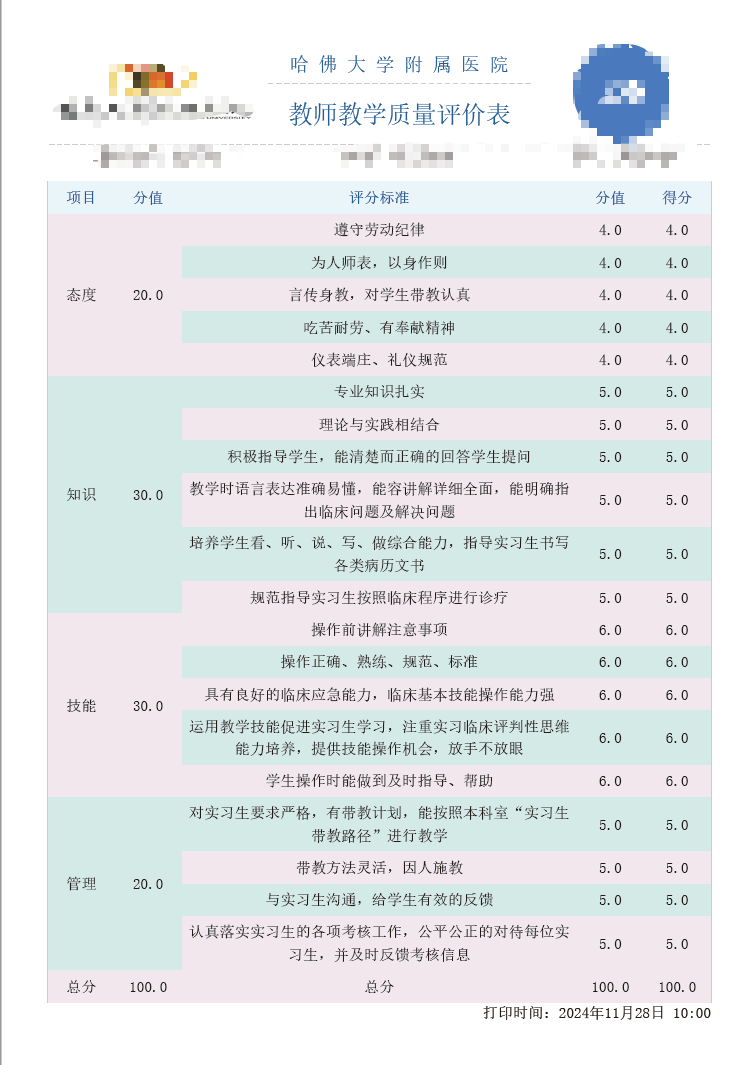 哈佛大学附属医院
教师教学质量评价表
项目 分值 评分标准 分值 得分
态度 20.0
遵守劳动纪律 4.0 4.0
为人师表，以身作则 4.0 4.0
言传身教，对学生带教认真 4.0 4.0
吃苦耐劳、有奉献精神 4.0 4.0
仪表端庄、礼仪规范 4.0 4.0
知识 30.0
专业知识扎实 5.0 5.0
理论与实践相结合 5.0 5.0
积极指导学生，能清楚而正确的回答学生提问 5.0 5.0
教学时语言表达准确易懂，能容讲解详细全面，能明确指
出临床问题及解决问题 5.0 5.0
培养学生看、听、说、写、做综合能力，指导实习生书写
各类病历文书 5.0 5.0
规范指导实习生按照临床程序进行诊疗 5.0 5.0
技能 30.0
操作前讲解注意事项 6.0 6.0
操作正确、熟练、规范、标准 6.0 6.0
具有良好的临床应急能力，临床基本技能操作能力强 6.0 6.0
运用教学技能促进实习生学习，注重实习临床评判性思维
能力培养，提供技能操作机会，放手不放眼 6.0 6.0
学生操作时能做到及时指导、帮助 6.0 6.0
管理 20.0
对实习生要求严格，有带教计划，能按照本科室“实习生
带教路径”进行教学 5.0 5.0
带教方法灵活，因人施教 5.0 5.0
与实习生沟通，给学生有效的反馈 5.0 5.0
认真落实实习生的各项考核工作，公平公正的对待每位实
习生，并及时反馈考核信息 5.0 5.0
总分 100.0 总分 100.0 100.0
打印时间：2024年11月28日 10:00